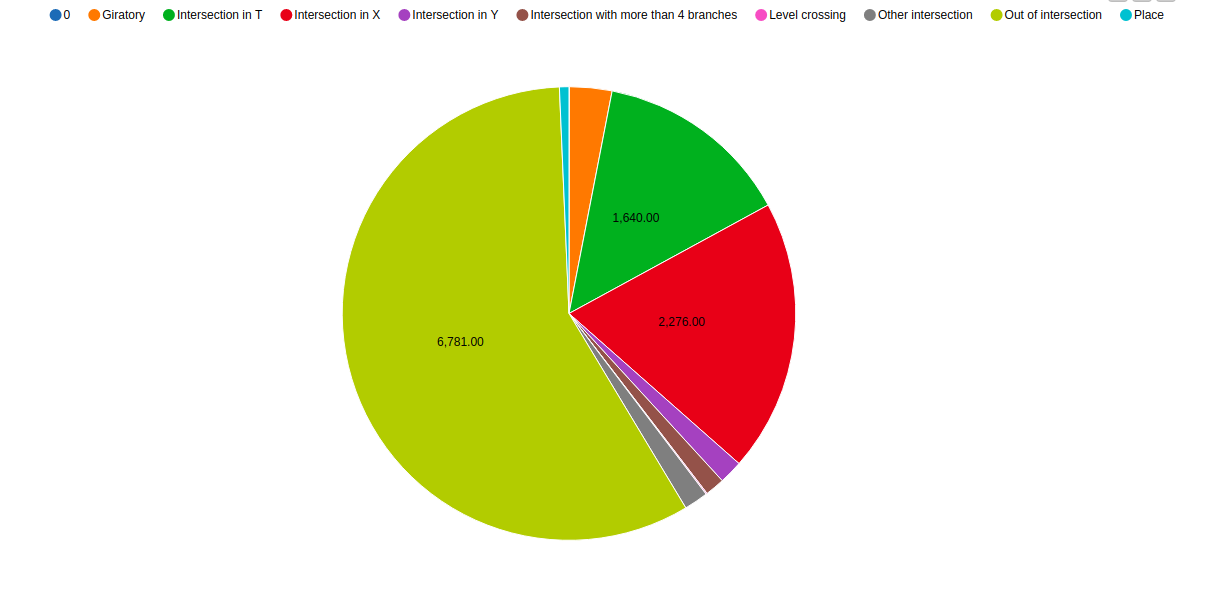 0 Giratory Intersection in T Intersection in X Intersection in Y Intersection with more than 4 branches Level crossing Other intersection Out of intersection Place
1,640.00
2,276.00
6,781.00